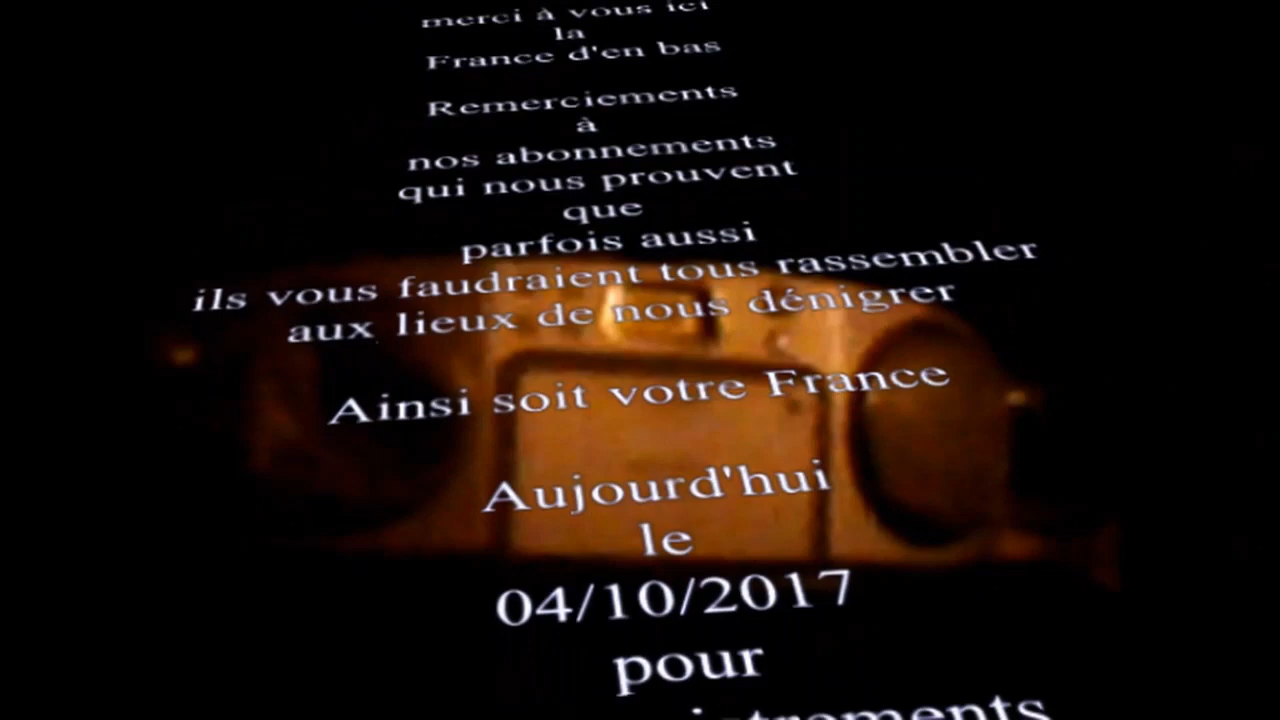 merci à vous ici
la
France d'en bas
Remerciements
à
nos abonnements
qui nous prouvent
que
parfois aussi
ils vous faudraient tous rassembler
aux lieux de nous dénigrer
Ainsi soit votre France
Aujourd'hui
le
04/10/2017
pour